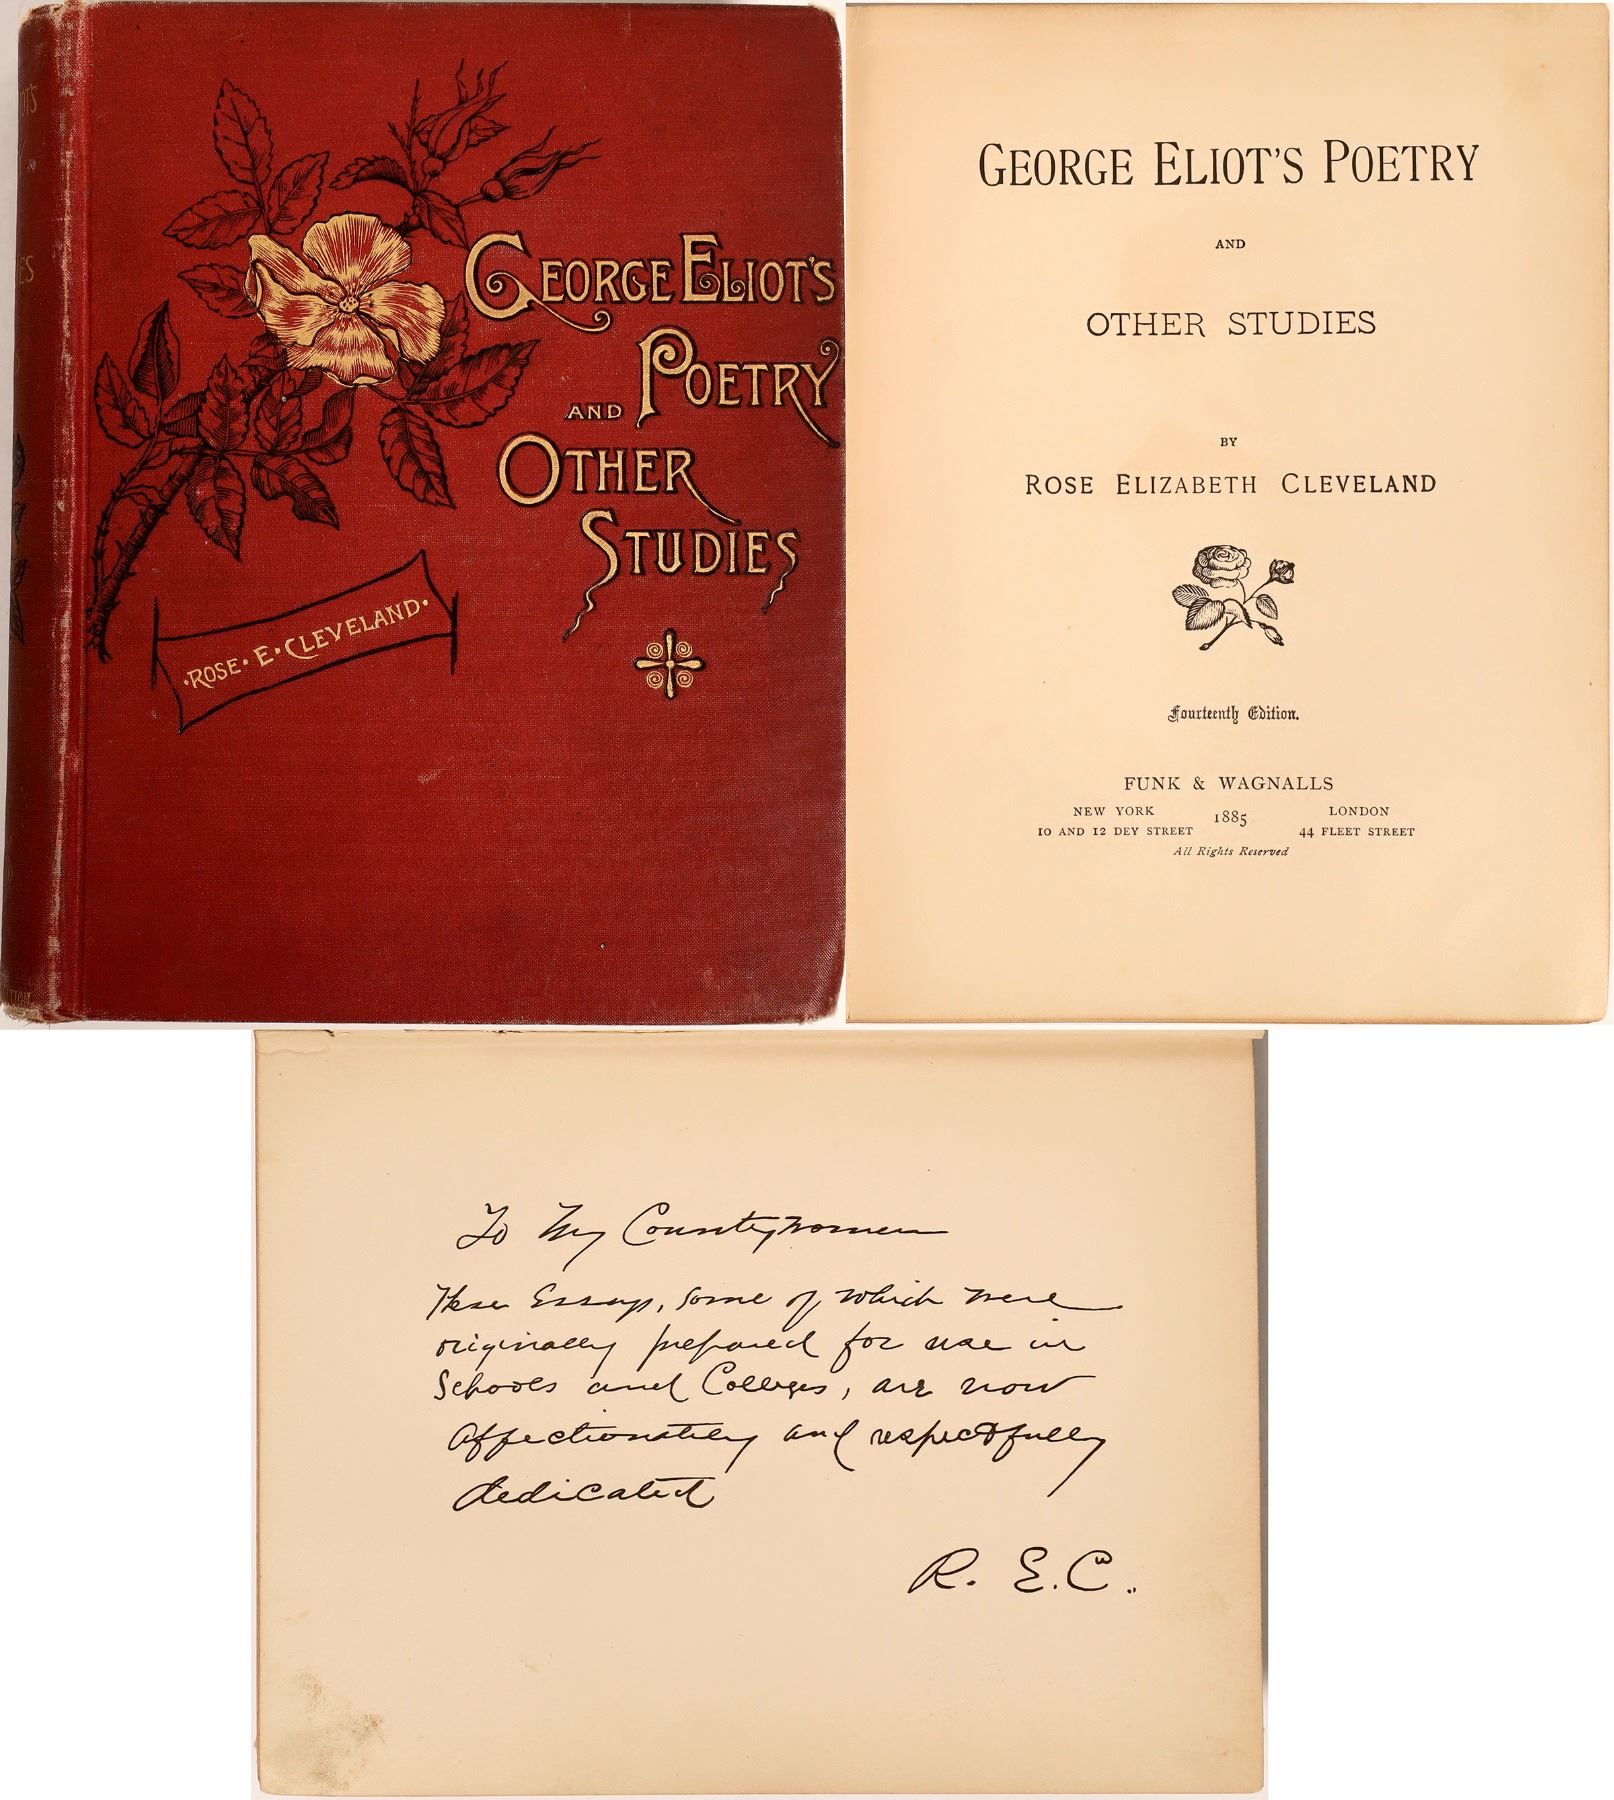 GEORGE ELIOT'S
POETRY
AND
OTHER
STUDIES
·ROSE·E·CLEVELAND·
GEORGE ELIOT'S POETRY
AND
OTHER STUDIES
BY
ROSE ELIZABETH CLEVELAND
Fourteenth Edition.
FUNK & WAGNALLS
NEW YORK 1885 LONDON
10 AND 12 DEY STREET 44 FLEET STREET
All Rights Reserved
To My Countrywomen
These Essays, some of which were
originally prepared for use in
Schools and Colleges, are now
affectionately and respectfully
dedicated
R. E. C.